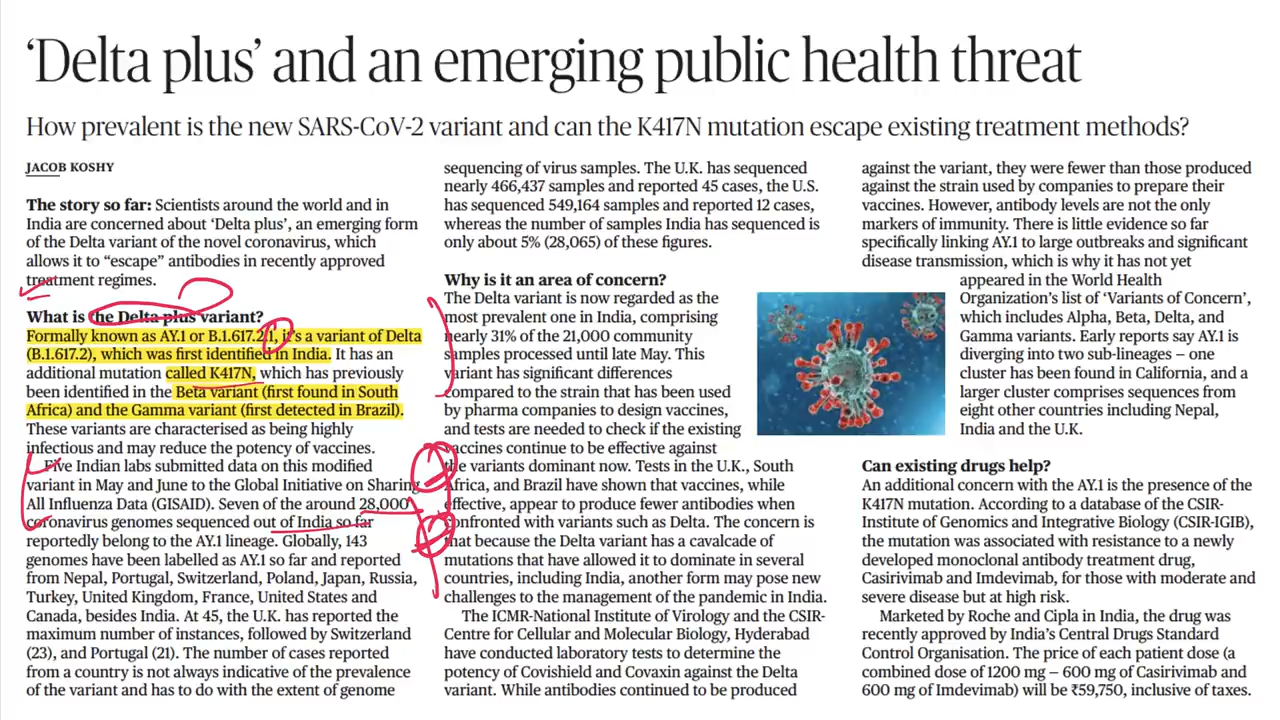 ‘Delta plus’ and an emerging public health threat
How prevalent is the new SARS-CoV-2 variant and can the K417N mutation escape existing treatment methods?
JACOB KOSHY
The story so far: Scientists around the world and in
India are concerned about ‘Delta plus’, an emerging form
of the Delta variant of the novel coronavirus, which
allows it to “escape” antibodies in recently approved
treatment regimes.
What is the Delta plus variant?
Formally known as AY.1 or B.1.617.2.1, it’s a variant of Delta
(B.1.617.2), which was first identified in India. It has an
additional mutation called K417N, which has previously
been identified in the Beta variant (first found in South
Africa) and the Gamma variant (first detected in Brazil).
These variants are characterised as being highly
infectious and may reduce the potency of vaccines.
Five Indian labs submitted data on this modified
variant in May and June to the Global Initiative on Sharing
All Influenza Data (GISAID). Seven of the around 28,000
coronavirus genomes sequenced out of India so far
reportedly belong to the AY.1 lineage. Globally, 143
genomes have been labelled as AY.1 so far and reported
from Nepal, Portugal, Switzerland, Poland, Japan, Russia,
Turkey, United Kingdom, France, United States and
Canada, besides India. At 45, the U.K. has reported the
maximum number of instances, followed by Switzerland
(23), and Portugal (21). The number of cases reported
from a country is not always indicative of the prevalence
of the variant and has to do with the extent of genome
sequencing of virus samples. The U.K. has sequenced
nearly 466,437 samples and reported 45 cases, the U.S.
has sequenced 549,164 samples and reported 12 cases,
whereas the number of samples India has sequenced is
only about 5% (28,065) of these figures.
Why is it an area of concern?
The Delta variant is now regarded as the
most prevalent one in India, comprising
nearly 31% of the 21,000 community
samples processed until late May. This
variant has significant differences
compared to the strain that has been used
by pharma companies to design vaccines,
and tests are needed to check if the existing
vaccines continue to be effective against
the variants dominant now. Tests in the U.K., South
Africa, and Brazil have shown that vaccines, while
effective, appear to produce fewer antibodies when
confronted with variants such as Delta. The concern is
that because the Delta variant has a cavalcade of
mutations that have allowed it to dominate in several
countries, including India, another form may pose new
challenges to the management of the pandemic in India.
The ICMR-National Institute of Virology and the CSIR-
Centre for Cellular and Molecular Biology, Hyderabad
have conducted laboratory tests to determine the
potency of Covishield and Covaxin against the Delta
variant. While antibodies continued to be produced
against the variant, they were fewer than those produced
against the strain used by companies to prepare their
vaccines. However, antibody levels are not the only
markers of immunity. There is little evidence so far
specifically linking AY.1 to large outbreaks and significant
disease transmission, which is why it has not yet
appeared in the World Health
Organization’s list of ‘Variants of Concern’,
which includes Alpha, Beta, Delta, and
Gamma variants. Early reports say AY.1 is
diverging into two sub-lineages – one
cluster has been found in California, and a
larger cluster comprises sequences from
eight other countries including Nepal,
India and the U.K.
Can existing drugs help?
An additional concern with the AY.1 is the presence of the
K417N mutation. According to a database of the CSIR-
Institute of Genomics and Integrative Biology (CSIR-IGIB),
the mutation was associated with resistance to a newly
developed monoclonal antibody treatment drug,
Casirivimab and Imdevimab, for those with moderate and
severe disease but at high risk.
Marketed by Roche and Cipla in India, the drug was
recently approved by India’s Central Drugs Standard
Control Organisation. The price of each patient dose (a
combined dose of 1200 mg – 600 mg of Casirivimab and
600 mg of Imdevimab) will be ₹59,750, inclusive of taxes.